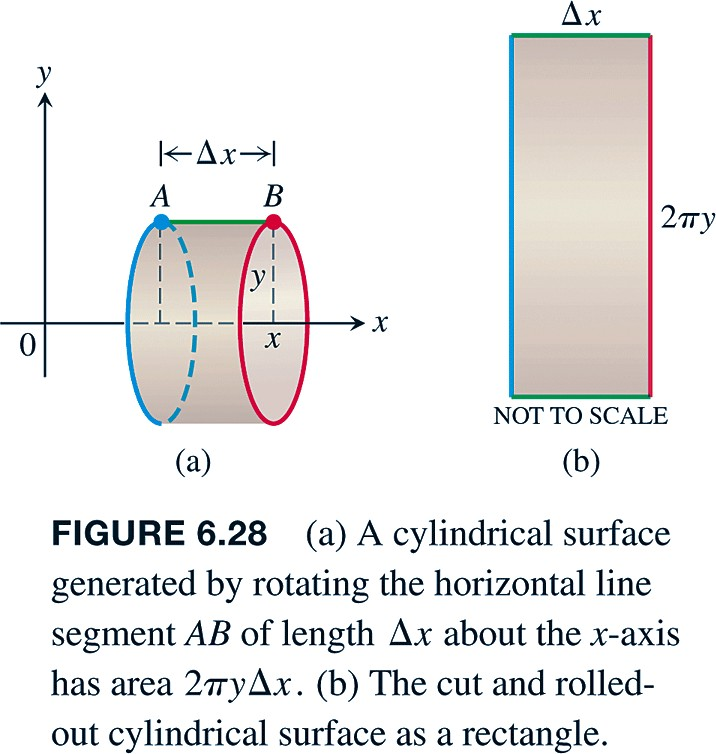 Δx
y
|←Δx→|
A B
2πy
y
x
0
x
NOT TO SCALE
(a)
(b)
FIGURE 6.28 (a) A cylindrical surface
generated by rotating the horizontal line
segment AB of length Δx about the x-axis
has area 2πyΔx. (b) The cut and rolled-
out cylindrical surface as a rectangle.